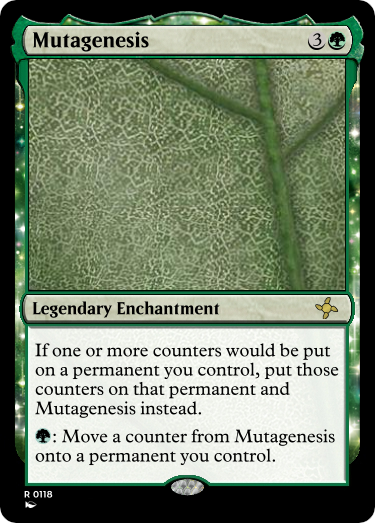 Mutagenesis 3
Legendary Enchantment
If one or more counters would be put
on a permanent you control, put those
counters on that permanent and
Mutagenesis instead.
: Move a counter from Mutagenesis
onto a permanent you control.
R 0118